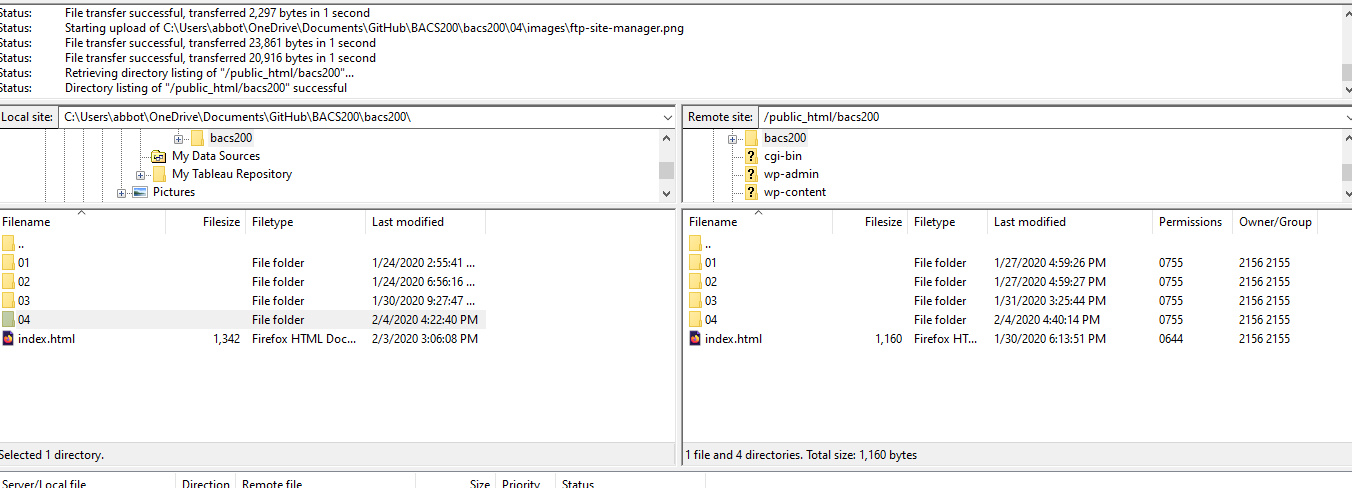 Status: File transfer successful, transferred 2,297 bytes in 1 second
Status: Starting upload of C:\Users\abbot\OneDrive\Documents\GitHub\BACS200\bacs200\04\images\ftp-site-manager.png
Status: File transfer successful, transferred 23,861 bytes in 1 second
Status: File transfer successful, transferred 20,916 bytes in 1 second
Status: Retrieving directory listing of "/public_html/bacs200"...
Status: Directory listing of "/public_html/bacs200" successful
Local site: C:\Users\abbot\OneDrive\Documents\GitHub\BACS200\bacs200\
bacs200
My Data Sources
My Tableau Repository
Pictures
Filename Filesize Filetype Last modified
..
01 File folder 1/24/2020 2:55:41 ...
02 File folder 1/24/2020 6:56:16 ...
03 File folder 1/30/2020 9:27:47 ...
04 File folder 2/4/2020 4:22:40 PM
index.html 1,342 Firefox HTML Doc... 2/3/2020 3:06:08 PM
Selected 1 directory.
Remote site: /public_html/bacs200
bacs200
? cgi-bin
? wp-admin
? wp-content
Filename Filesize Filetype Last modified Permissions Owner/Group
..
01 File folder 1/27/2020 4:59:26 PM 0755 2156 2155
02 File folder 1/27/2020 4:59:27 PM 0755 2156 2155
03 File folder 1/31/2020 3:25:44 PM 0755 2156 2155
04 File folder 2/4/2020 4:40:14 PM 0755 2156 2155
index.html 1,160 Firefox HT... 1/30/2020 6:13:51 PM 0644 2156 2155
1 file and 4 directories. Total size: 1,160 bytes
Server/Local file Direction Remote file Size Priority Status